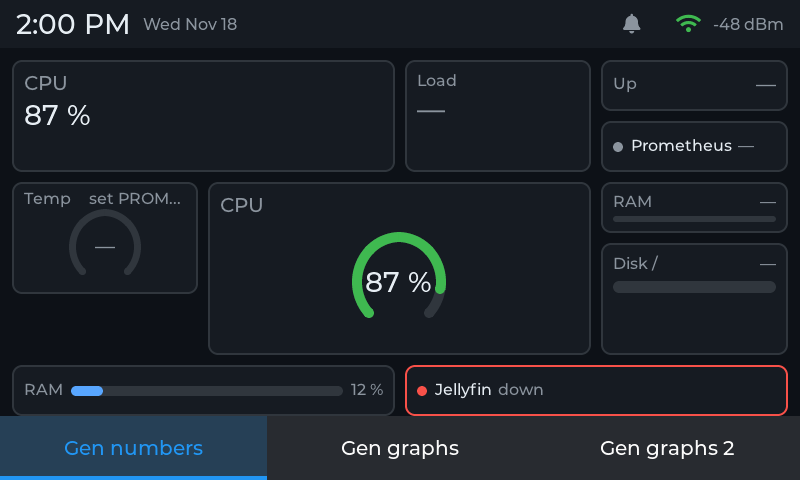 2:00 PM Wed Nov 18 -48 dBm
CPU
87 %
Load
—
Up —
Prometheus —
Temp set PROM...
—
CPU
87 %
RAM —
Disk / —
RAM 12 %
Jellyfin down
Gen numbers Gen graphs Gen graphs 2